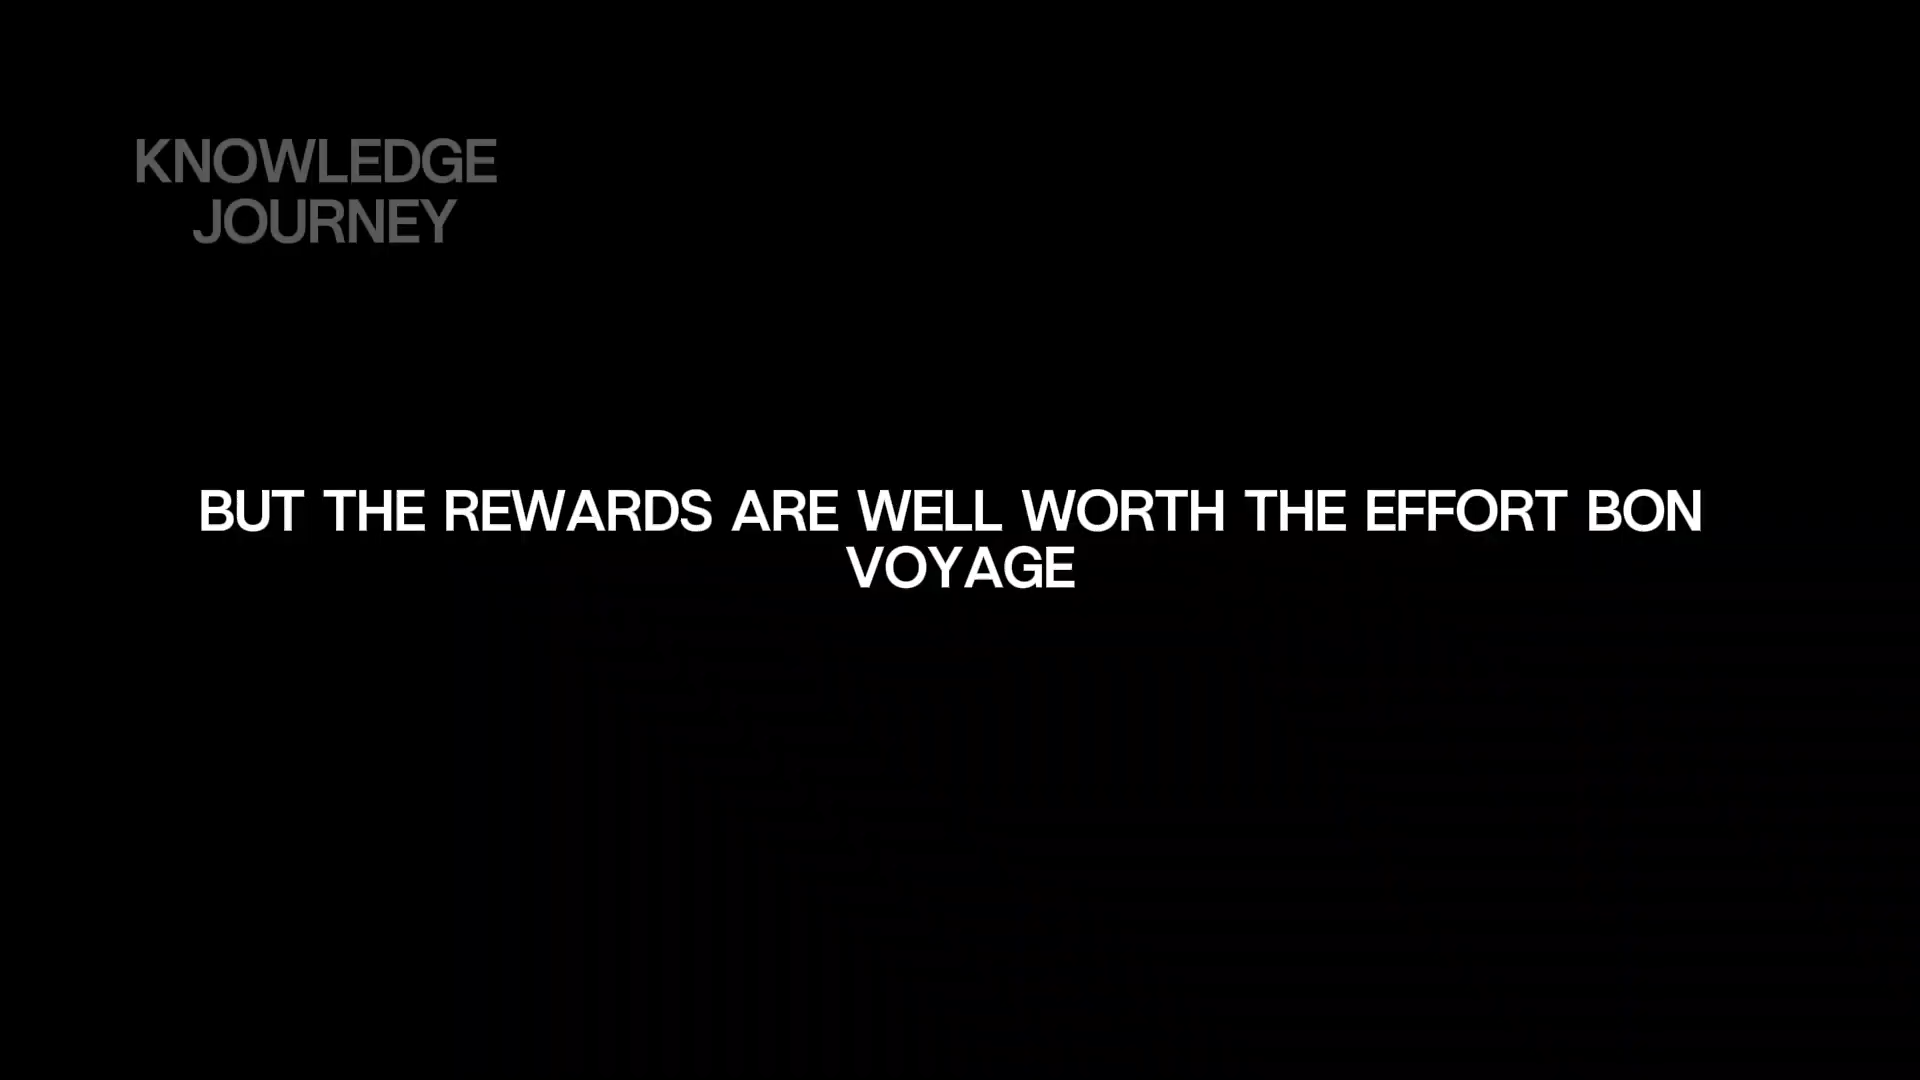 KNOWLEDGE
JOURNEY
BUT THE REWARDS ARE WELL WORTH THE EFFORT BON
VOYAGE